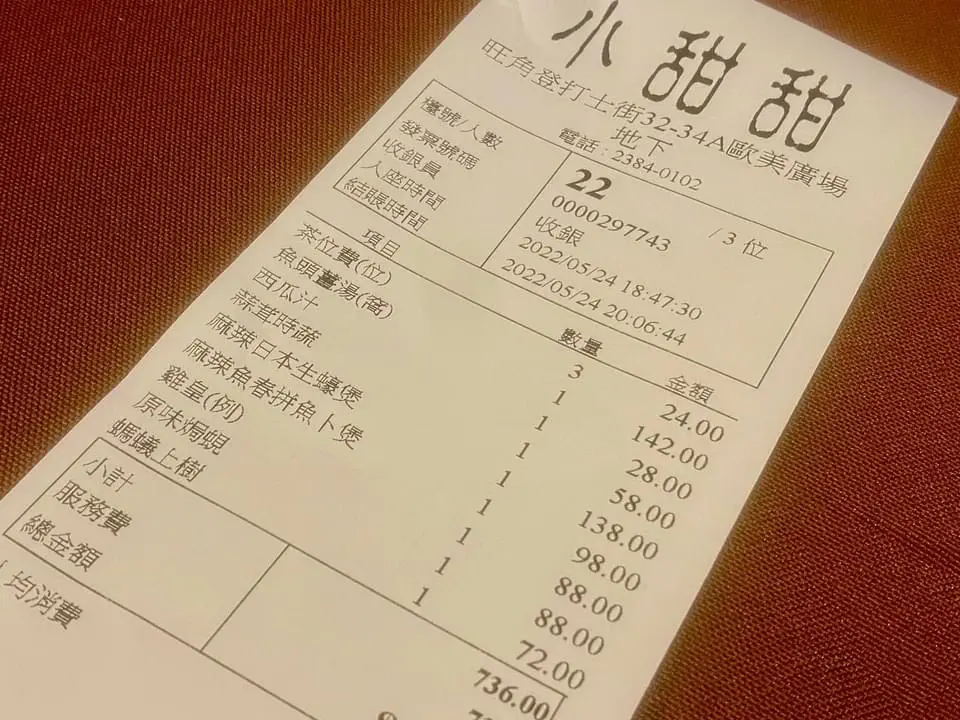 小甜甜
旺角登打士街32-34A歐美廣場
地下
電話：2384-0102
檯號/人數 22 / 3 位
發票號碼 0000297743
收銀員 收銀
入座時間 2022/05/24 18:47:30
結賬時間 2022/05/24 20:06:44
項目 數量 金額
茶位費(位) 3 24.00
魚頭薑湯(窩) 1 142.00
西瓜汁 1 28.00
蒜茸時蔬 1 58.00
麻辣日本生蠔煲 1 138.00
麻辣魚春拼魚卜煲 1 98.00
雞皇(例) 1 88.00
原味焗蜆 1 88.00
螞蟻上樹 1 72.00
小計 736.00
服務費
總金額
人均消費